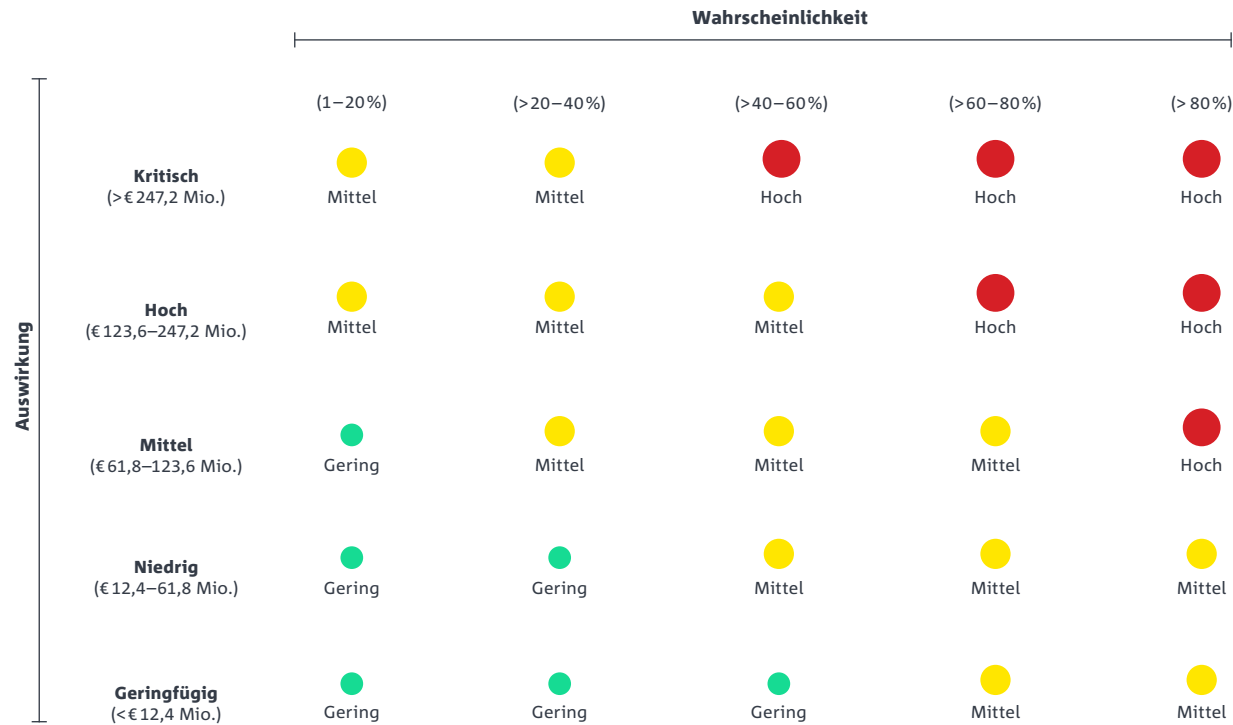 Wahrscheinlichkeit
(1–20 %)
(>20–40 %)
(>40–60 %)
(>60–80 %)
(> 80 %)
Auswirkung
Kritisch
(> € 247,2 Mio.)
Mittel
Mittel
Hoch
Hoch
Hoch
Hoch
(€ 123,6–247,2 Mio.)
Mittel
Mittel
Mittel
Hoch
Hoch
Mittel
(€ 61,8–123,6 Mio.)
Gering
Mittel
Mittel
Mittel
Hoch
Niedrig
(€ 12,4–61,8 Mio.)
Gering
Gering
Mittel
Mittel
Mittel
Geringfügig
(< € 12,4 Mio.)
Gering
Gering
Gering
Mittel
Mittel